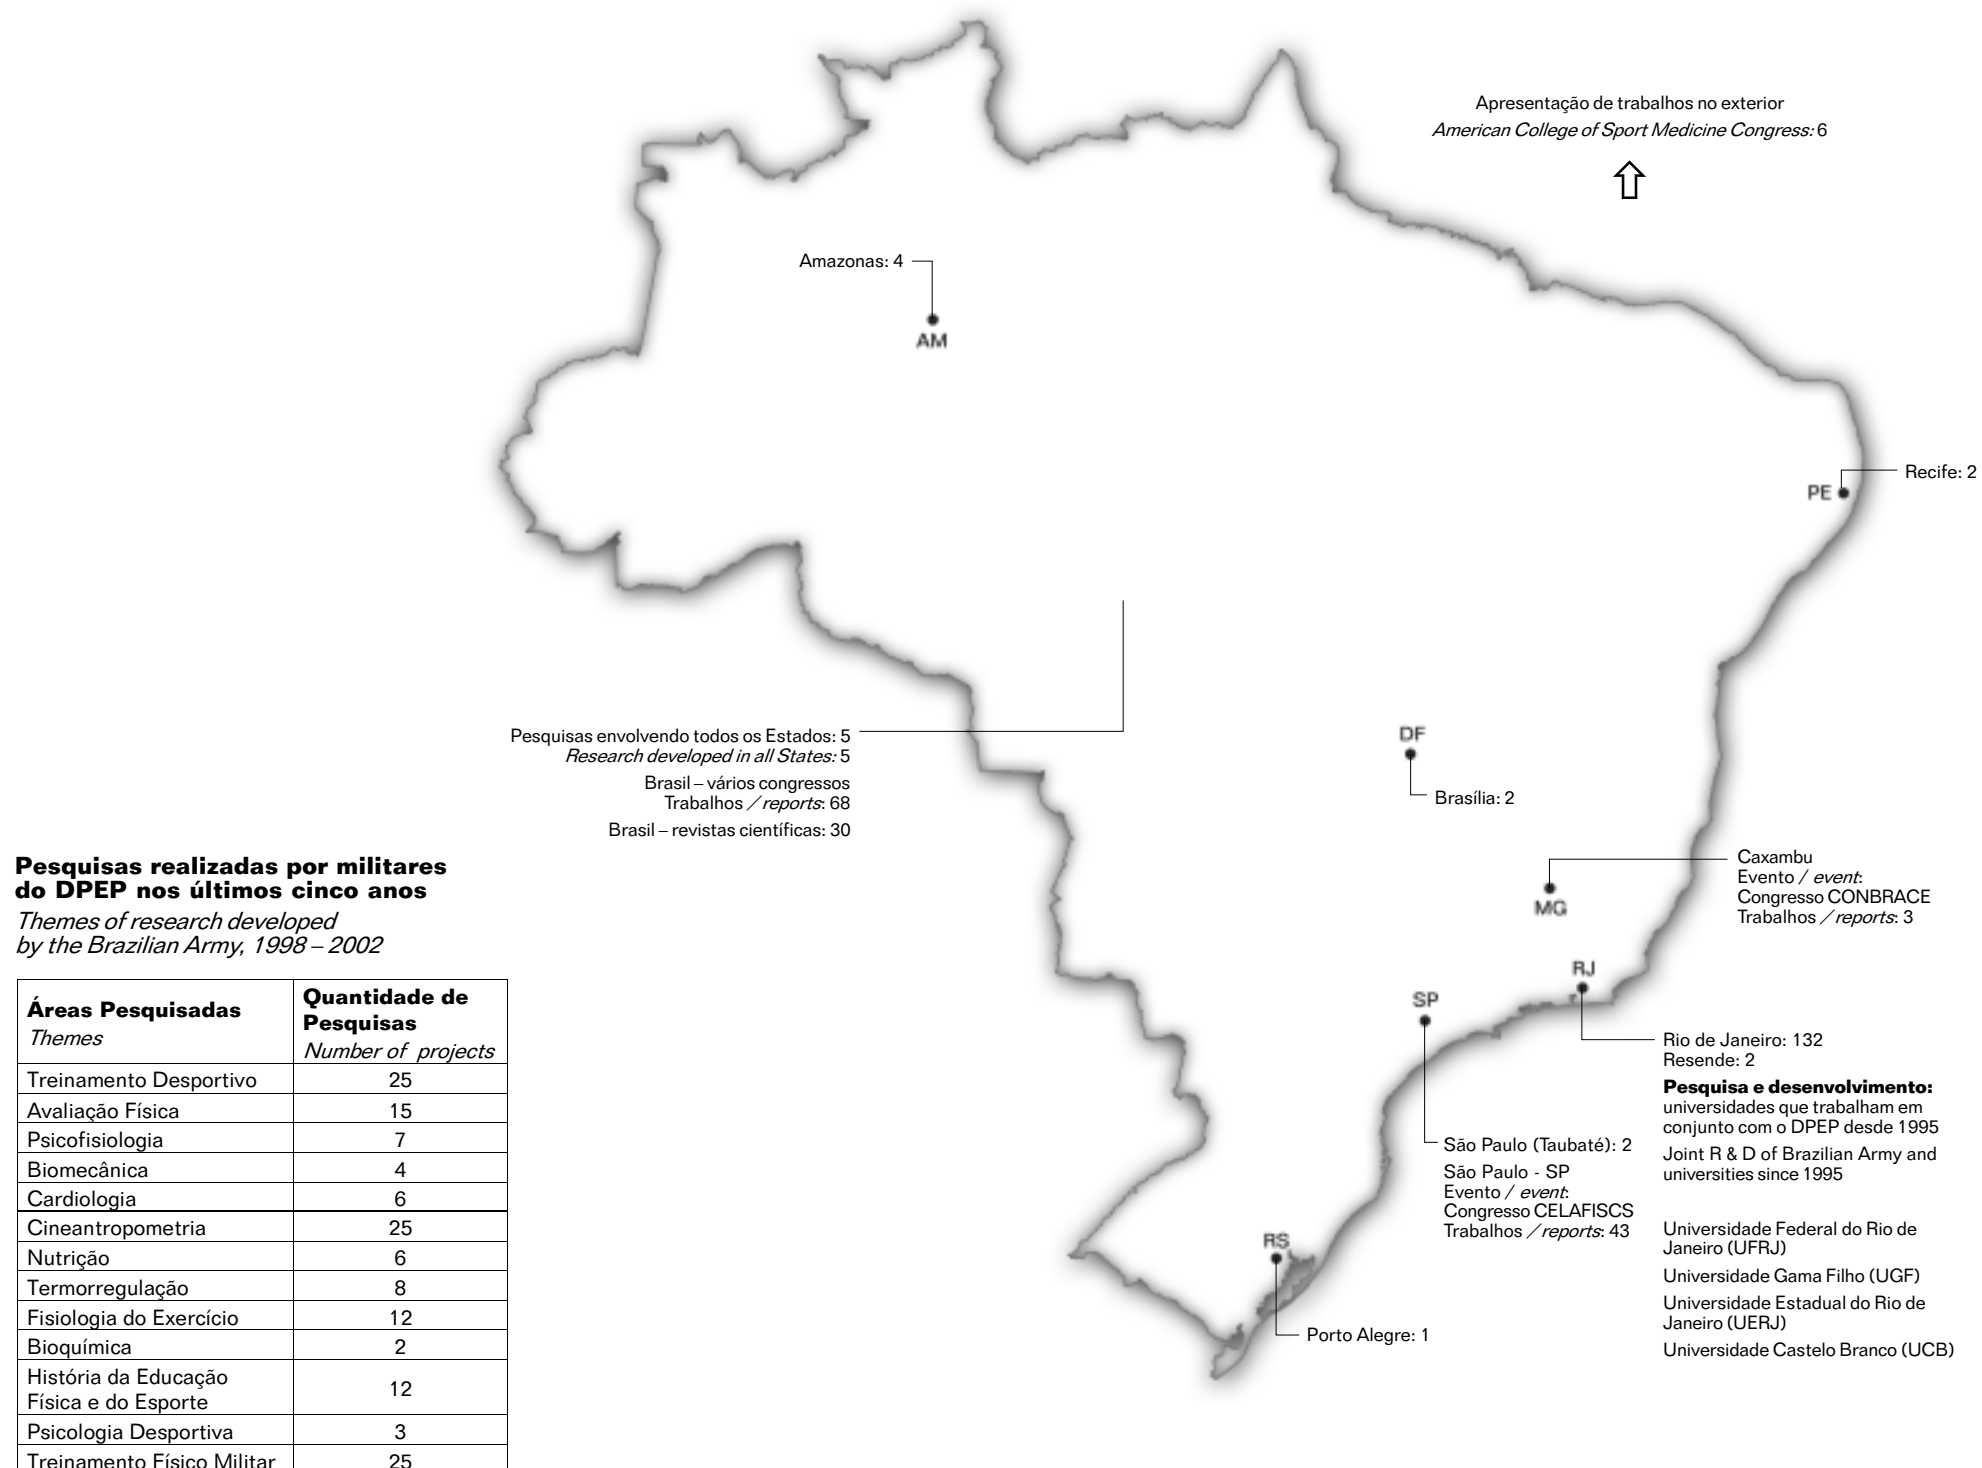 Apresentação de trabalhos no exterior
American College of Sport Medicine Congress: 6
Amazonas: 4
AM
Recife: 2
PE
Pesquisas envolvendo todos os Estados: 5
Research developed in all States: 5
Brasil – vários congressos
Trabalhos / reports: 68
Brasil – revistas científicas: 30
DF
Brasília: 2
Caxambu
Evento / event:
Congresso CONBRACE
Trabalhos / reports: 3
MG
RJ
SP
Rio de Janeiro: 132
Resende: 2
Pesquisa e desenvolvimento:
universidades que trabalham em
conjunto com o DPEP desde 1995
Joint R & D of Brazilian Army and
universities since 1995
Universidade Federal do Rio de
Janeiro (UFRJ)
Universidade Gama Filho (UGF)
Universidade Estadual do Rio de
Janeiro (UERJ)
Universidade Castelo Branco (UCB)
São Paulo (Taubaté): 2
São Paulo - SP
Evento / event:
Congresso CELAFISCS
Trabalhos / reports: 43
RS
Porto Alegre: 1
Pesquisas realizadas por militares
do DPEP nos últimos cinco anos
Themes of research developed
by the Brazilian Army, 1998 – 2002
Áreas Pesquisadas
Themes
Quantidade de
Pesquisas
Number of projects
Treinamento Desportivo 25
Avaliação Física 15
Psicofisiologia 7
Biomecânica 4
Cardiologia 6
Cineantropometria 25
Nutrição 6
Termorregulação 8
Fisiologia do Exercício 12
Bioquímica 2
História da Educação
Física e do Esporte 12
Psicologia Desportiva 3
Treinamento Físico Militar 25